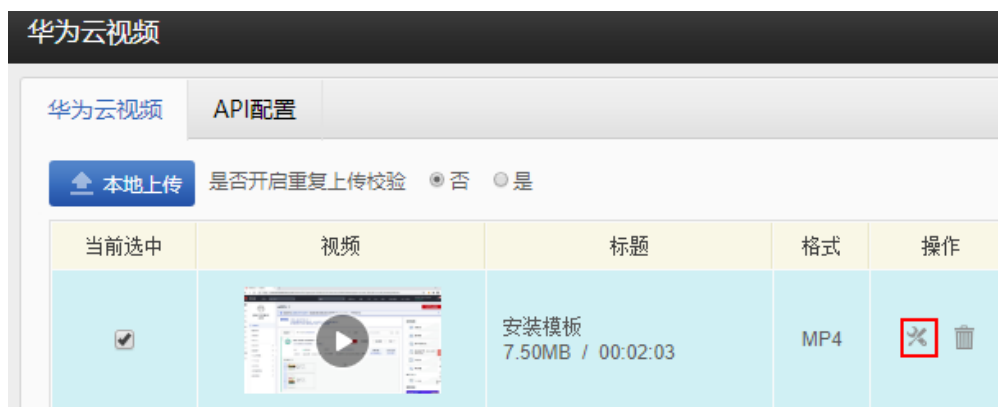 华为云视频
华为云视频 API配置
本地上传 是否开启重复上传校验 否 是
当前选中 视频 标题 格式 操作
安装模板
7.50MB / 00:02:03
MP4